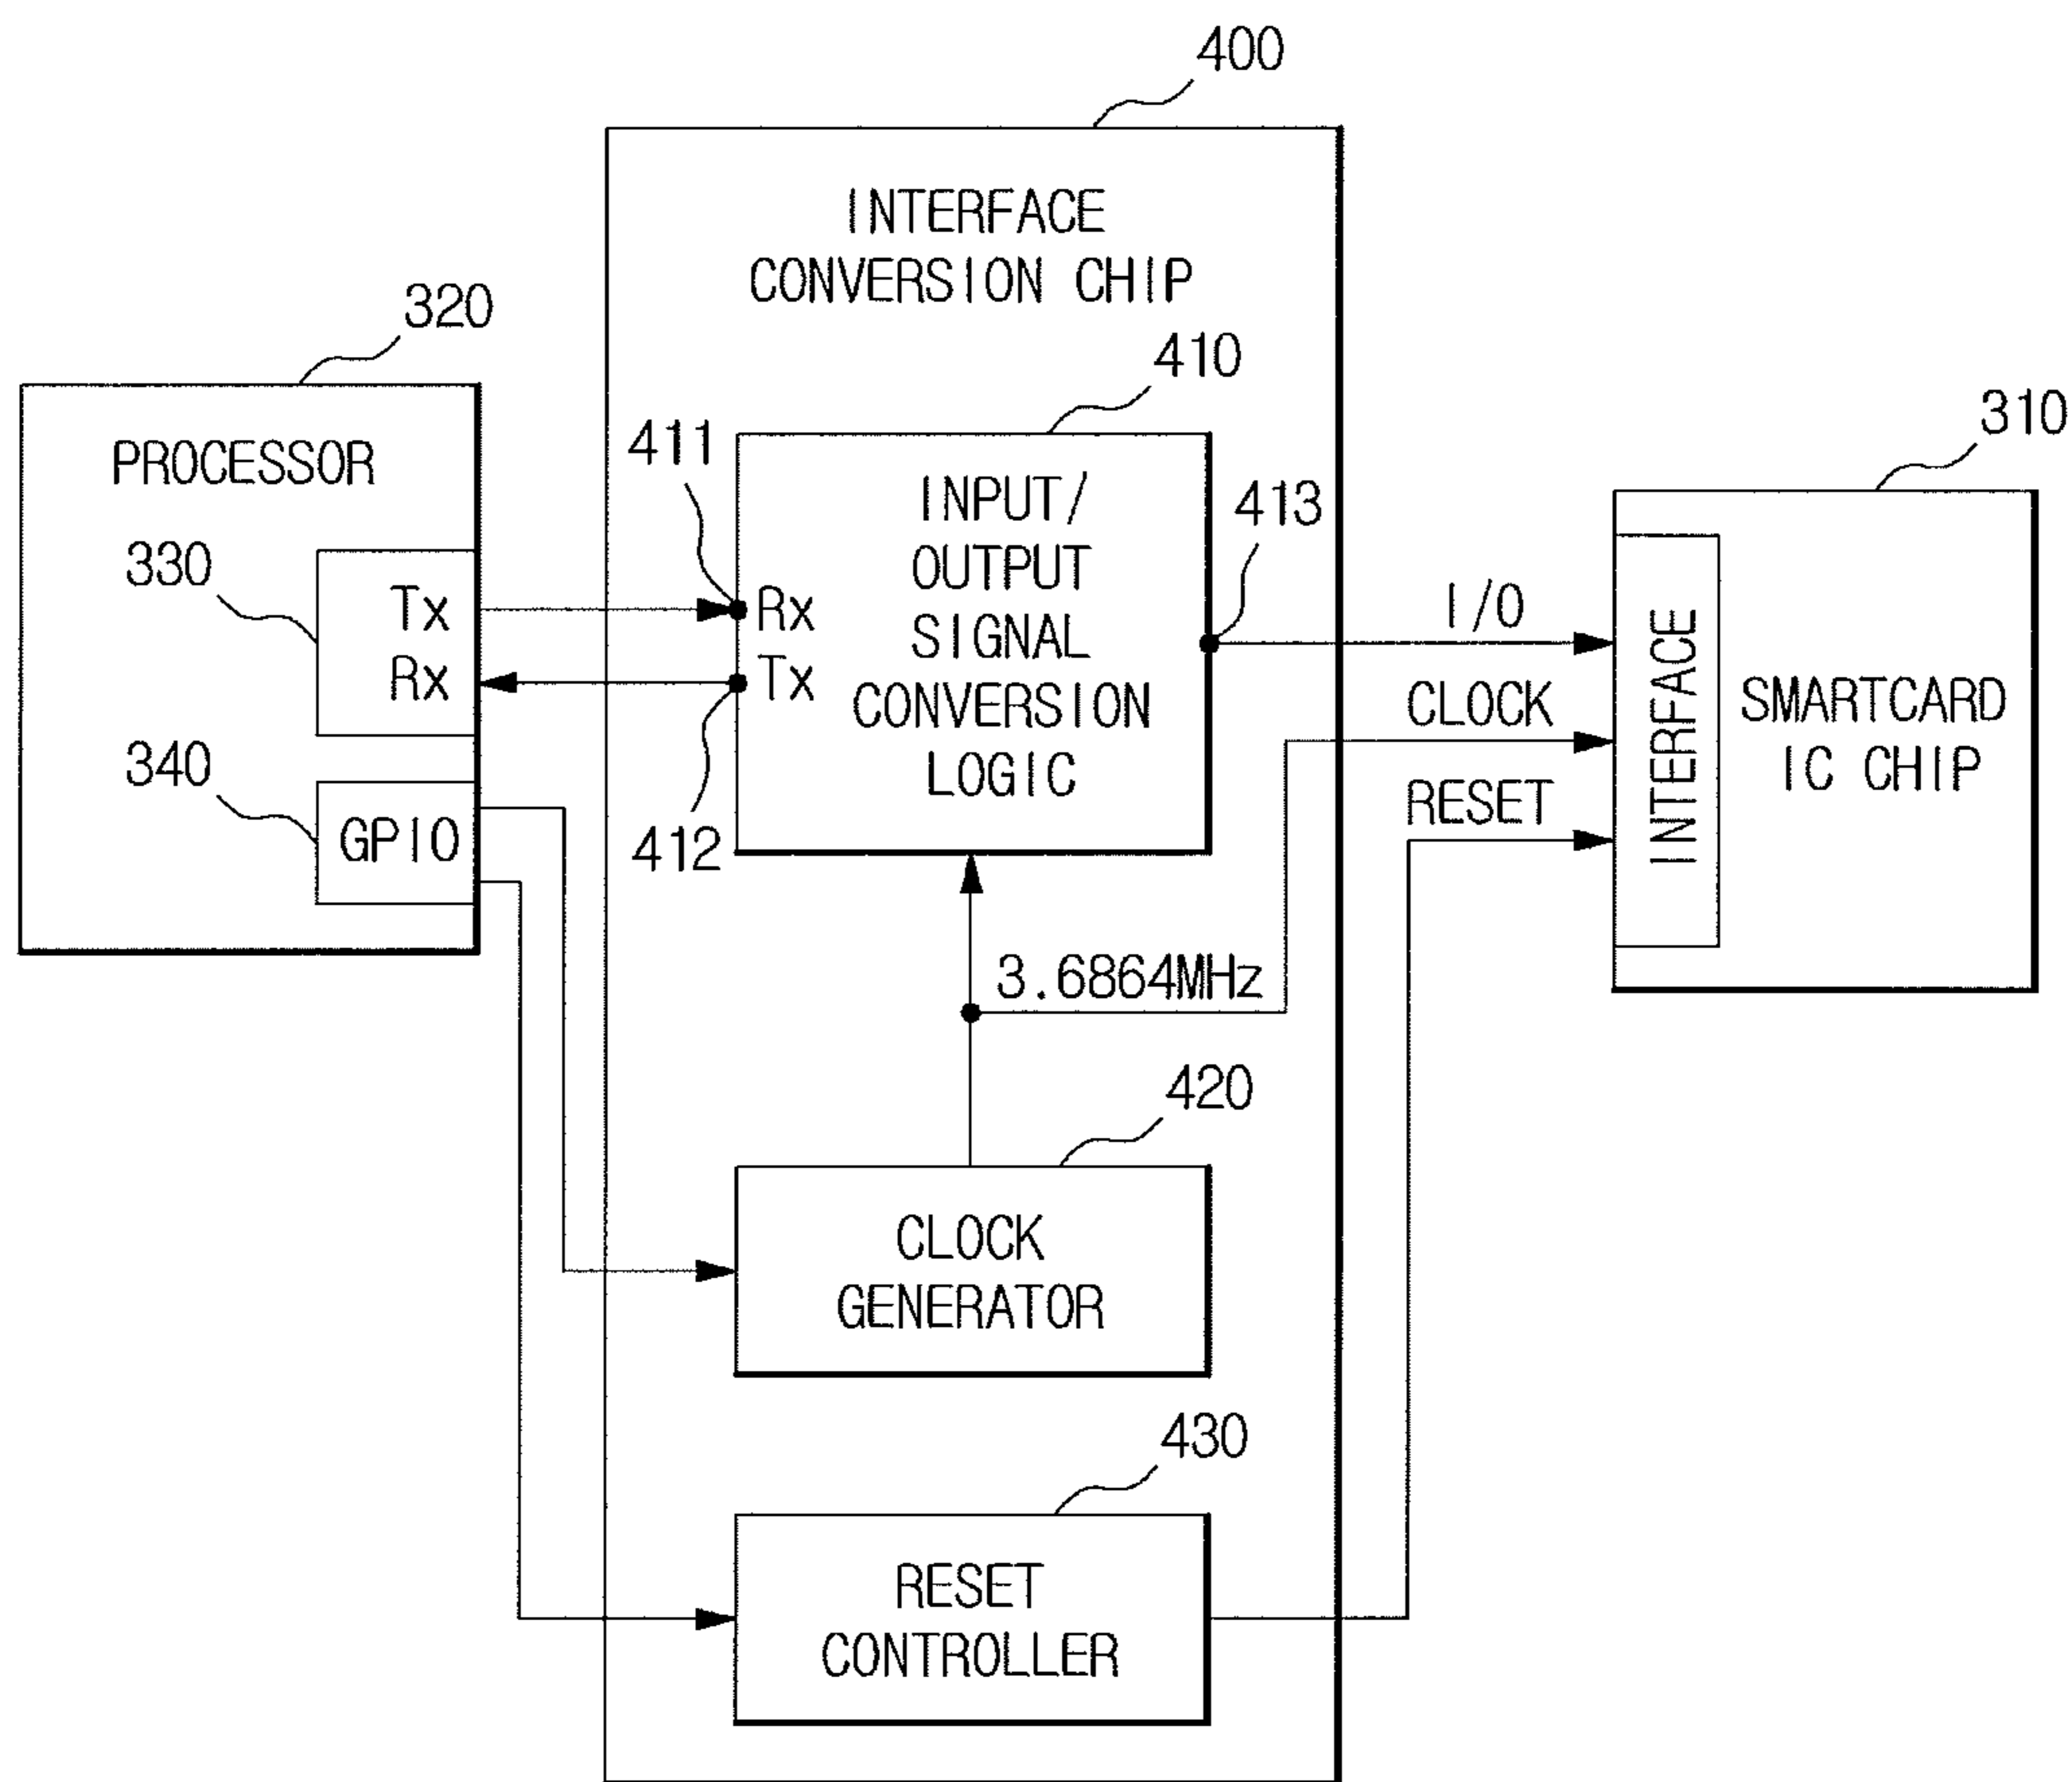 400
INTERFACE
CONVERSION CHIP
320
410
310
PROCESSOR
411
INPUT/
OUTPUT
SIGNAL
CONVERSION
LOGIC
413
330
Tx
Rx
Rx
Tx
I/O
CLOCK
RESET
INTERFACE
SMARTCARD
IC CHIP
340
GPIO
412
3.6864MHz
420
CLOCK
GENERATOR
430
RESET
CONTROLLER